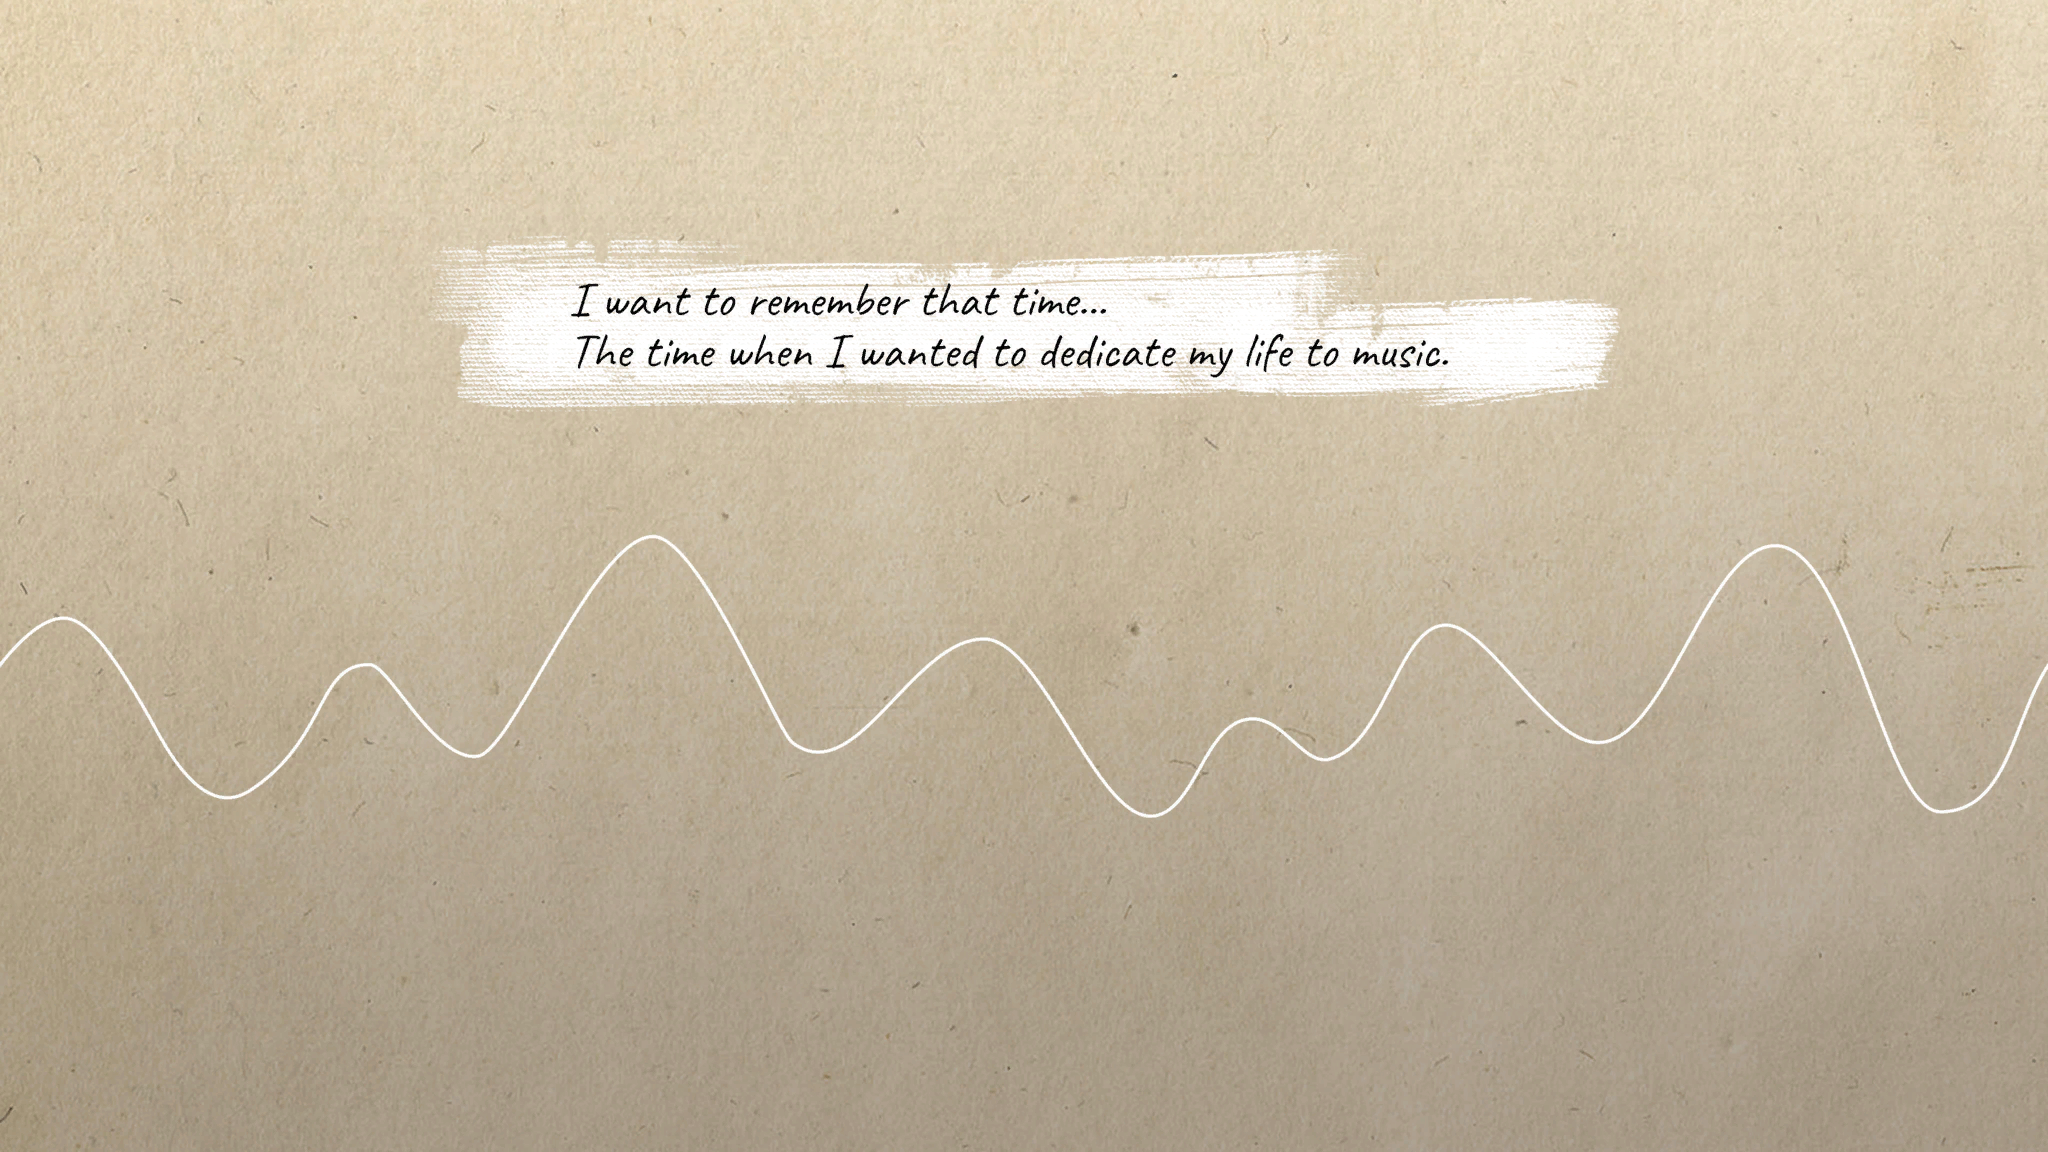 I want to remember that time...
The time when I wanted to dedicate my life to music.